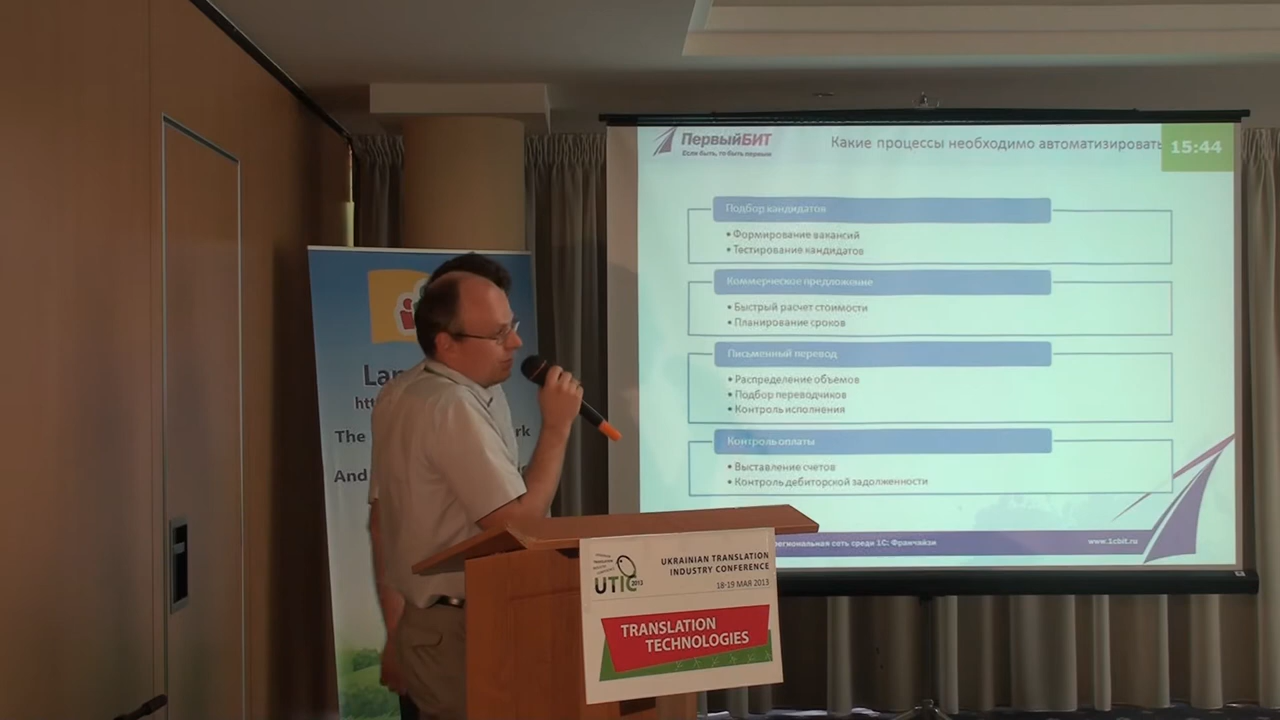 ПервыйБИТ
Если быть, то быть первым
Какие процессы необходимо автоматизировать
15:44
Подбор кандидатов
• Формирование вакансий
• Тестирование кандидатов
Коммерческое предложение
• Быстрый расчет стоимости
• Планирование сроков
Письменный перевод
• Распределение объемов
• Подбор переводчиков
• Контроль исполнения
Контроль оплаты
• Выставление счетов
• Контроль дебиторской задолженности
региональная сеть среди 1С: Франчайзи
www.1cbit.ru
Lan
htt
The
rk
And
UTIC 2013
UKRAINIAN TRANSLATION
INDUSTRY CONFERENCE
18-19 MAR 2013
TRANSLATION
TECHNOLOGIES